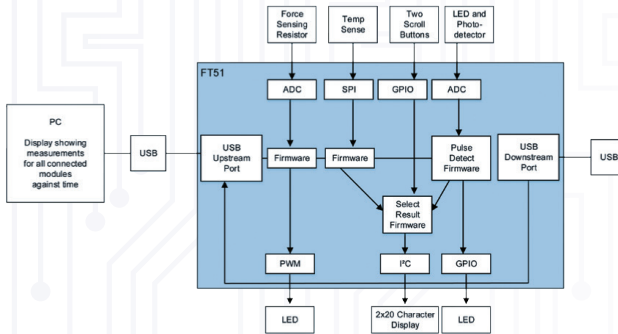 Force
Sensing
Resistor
Temp
Sense
Two
Scroll
Buttons
LED and
Photo-
detector
FT51
ADC
SPI
GPIO
ADC
PC
Display showing
measurements
for all connected
modules
against time
USB
USB
Upstream
Port
Firmware
Firmware
Pulse
Detect
Firmware
USB
Downstream
Port
USB
Select
Result
Firmware
PWM
I²C
GPIO
LED
2x20 Character
Display
LED